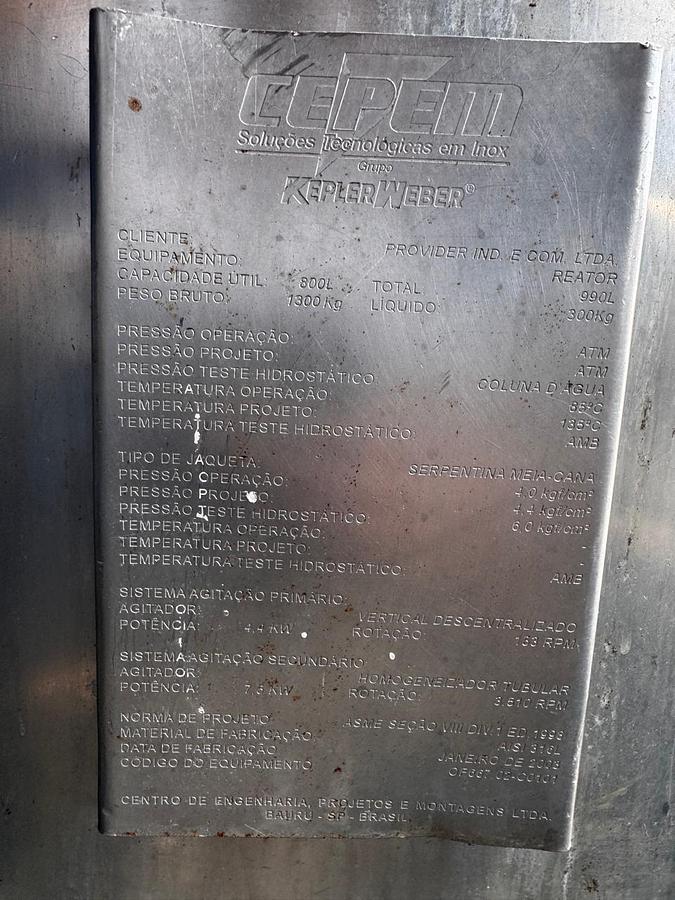 CEPEM
Soluções Tecnológicas em Inox
Grupo
KEPLERWEBER®
CLIENTE: PROVIDER IND. E COM. LTDA.
EQUIPAMENTO: REATOR
CAPACIDADE ÚTIL: 800L TOTAL 990L
PESO BRUTO: 1300 Kg LÍQUIDO: 300Kg
PRESSÃO OPERAÇÃO: ATM
PRESSÃO PROJETO: ATM
PRESSÃO TESTE HIDROSTÁTICO: COLUNA D'ÁGUA
TEMPERATURA OPERAÇÃO:
TEMPERATURA PROJETO: 135ºC
TEMPERATURA TESTE HIDROSTÁTICO: AMB
TIPO DE JAQUETA: SERPENTINA MEIA-CANA
PRESSÃO OPERAÇÃO: 4,0 kgf/cm²
PRESSÃO PROJETO: 4,4 kgf/cm²
PRESSÃO TESTE HIDROSTÁTICO: 6,0 kgf/cm²
TEMPERATURA OPERAÇÃO: -
TEMPERATURA PROJETO: -
TEMPERATURA TESTE HIDROSTÁTICO: AMB
SISTEMA AGITAÇÃO PRIMÁRIO:
AGITADOR: VERTICAL DESCENTRALIZADO
POTÊNCIA: 4,4 KW ROTAÇÃO: 133 RPM
SISTEMA AGITAÇÃO SECUNDÁRIO:
AGITADOR: HOMOGENEIZADOR TUBULAR
POTÊNCIA: 7,5 KW ROTAÇÃO: 3.510 RPM
NORMA DE PROJETO ASME SEÇÃO VIII DIV.1 ED.1998
MATERIAL DE FABRICAÇÃO: AISI 316L
DATA DE FABRICAÇÃO JANEIRO DE
CÓDIGO DO EQUIPAMENTO
CENTRO DE ENGENHARIA, PROJETOS E MONTAGENS LTDA.
BAURU - SP - BRASIL